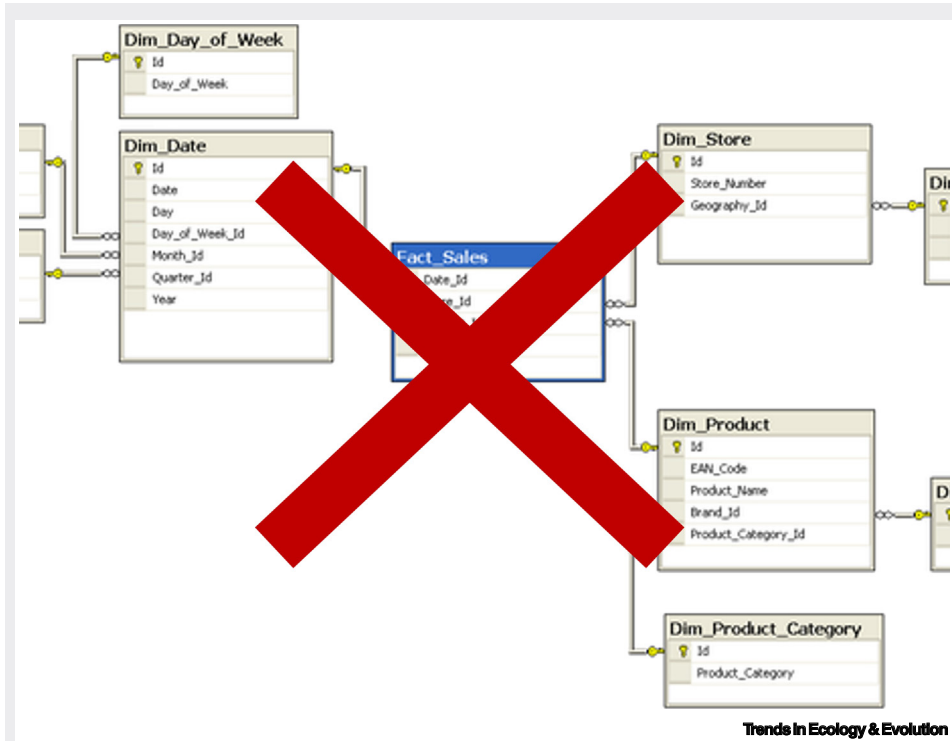 Dim_Day_of_Week
Id
Day_of_Week
Dim_Date
Id
Date
Day
Day_of_Week_Id
Month_Id
Quarter_Id
Year
Fact_Sales
Date_Id
Dim_Store
Id
Store_Number
Geography_Id
Dim_Product
Id
EAN_Code
Product_Name
Brand_Id
Product_Category_Id
Dim_Product_Category
Id
Product_Category
Trends in Ecology & Evolution